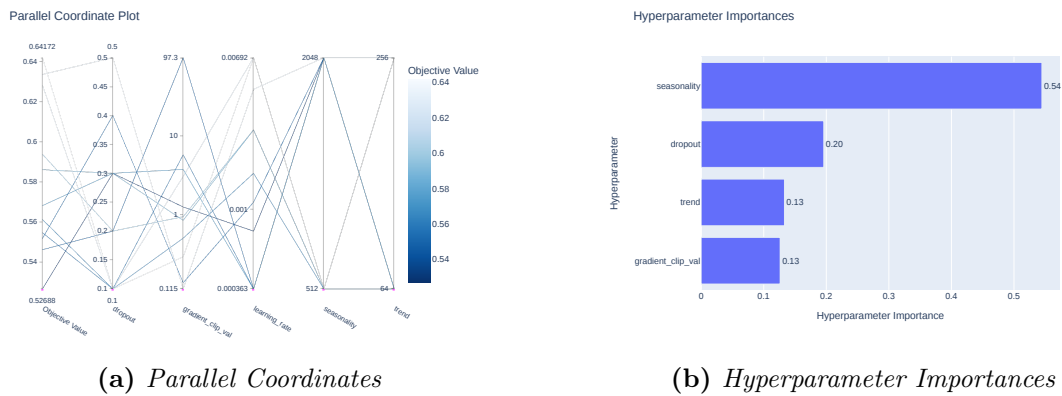 Parallel Coordinate Plot
0.64172
0.64
0.62
0.6
0.58
0.56
0.54
0.52688
Objective Value
0.5
0.5
0.45
0.4
0.35
0.3
0.25
0.2
0.15
0.1
0.1
dropout
97.3
10
1
0.115
gradient_clip_val
0.00692
0.001
0.000363
learning_rate
2048
512
seasonality
256
64
trend
Objective Value
0.64
0.62
0.6
0.58
0.56
0.54
(a) Parallel Coordinates
Hyperparameter Importances
Hyperparameter
seasonality
0.54
dropout
0.20
trend
0.13
gradient_clip_val
0.13
0 0.1 0.2 0.3 0.4 0.5
Hyperparameter Importance
(b) Hyperparameter Importances